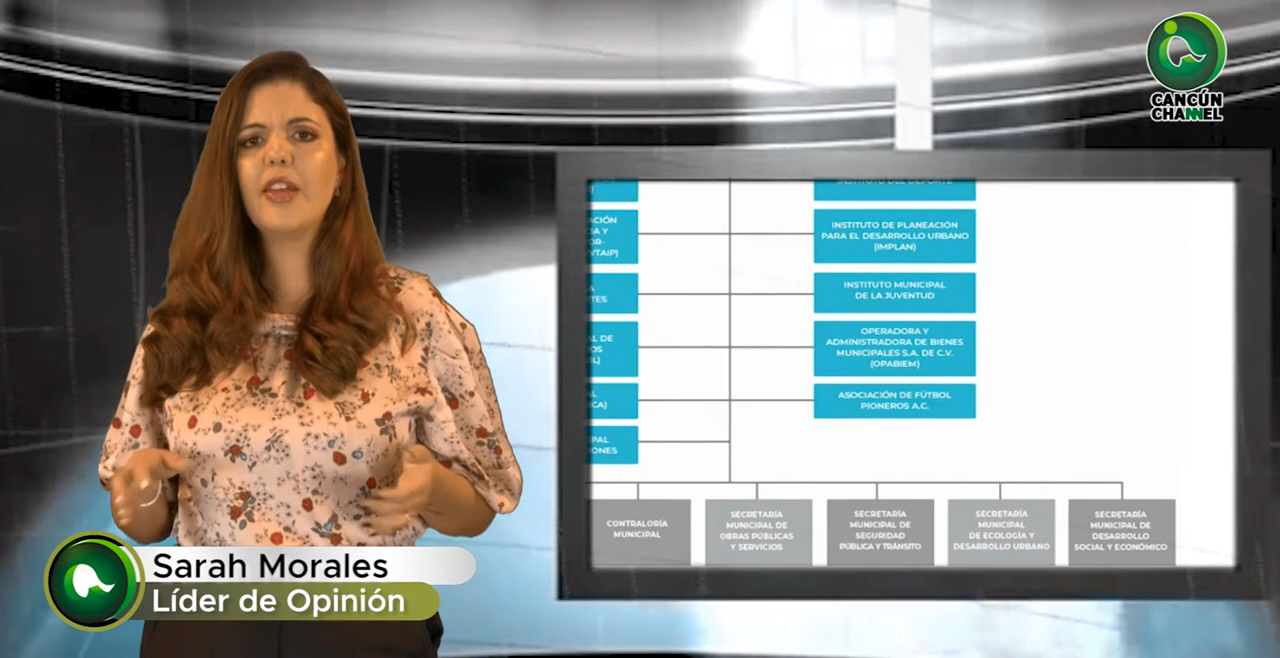 CANCÚN
CHANNEL
INSTITUTO DEL DEPORTE
INSTITUTO DE PLANEACIÓN
PARA EL DESARROLLO URBANO
(IMPLAN)
INSTITUTO MUNICIPAL
DE LA JUVENTUD
OPERADORA Y
ADMINISTRADORA DE BIENES
MUNICIPALES S.A. DE C.V.
(OPABIEM)
ASOCIACIÓN DE FÚTBOL
PIONEROS A.C.
CONTRALORÍA
MUNICIPAL
SECRETARÍA
MUNICIPAL DE
OBRAS PÚBLICAS
Y SERVICIOS
SECRETARÍA
MUNICIPAL DE
SEGURIDAD
PÚBLICA Y TRÁNSITO
SECRETARÍA
MUNICIPAL
DE ECOLOGÍA Y
DESARROLLO URBANO
SECRETARÍA
MUNICIPAL DE
DESARROLLO
SOCIAL Y ECONÓMICO
Sarah Morales
Líder de Opinión